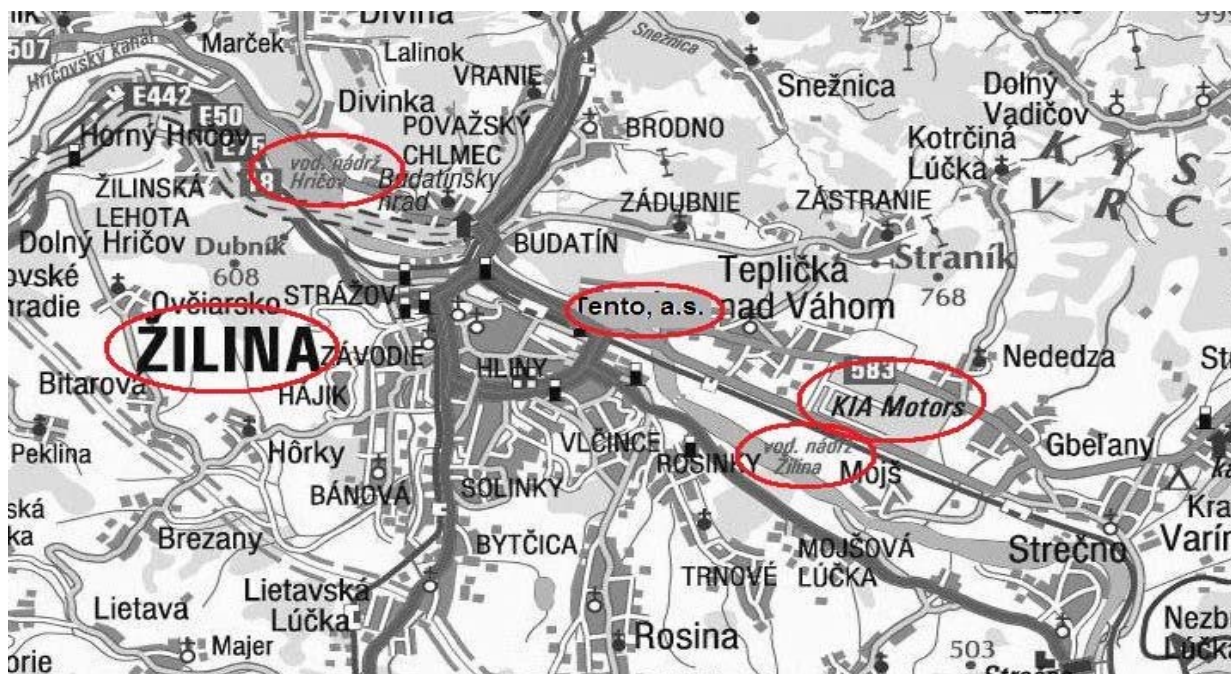 Divina
507
Marček
Lalinok
Hričovský kanál
VRANIE
Snežnica
Snežnica
Dolný
Vadičov
E442
E50
Divinka
POVAŽSKÝ
CHLMEC
BRODNO
Kotrčiná
Lúčka
K Y S
V R C
Horný Hričov
vod. nádrž
Hričov
Budatínsky
hrad
ŽILINSKÁ
LEHOTA
ZÁDUBNIE
ZÁSTRANIE
Dolný Hričov
Dubník
608
BUDATÍN
Straník
768
Teplička
nad Váhom
Ovčiarsko
STRÁŽOV
Tento, a.s.
ŽILINA
ZÁVODIE
HLINY
583
Nededza
Bitarová
HÁJIK
KIA Motors
Peklina
Hôrky
VLČINCE
ROSINKY
vod. nádrž
Žilina
Mojš
Gbeľany
BÁNOVÁ
SOLINKY
Brezany
BYTČICA
MOJŠOVÁ
LÚČKA
Strečno
TRNOVÉ
Lietava
Lietavská
Lúčka
Majer
Rosina
503